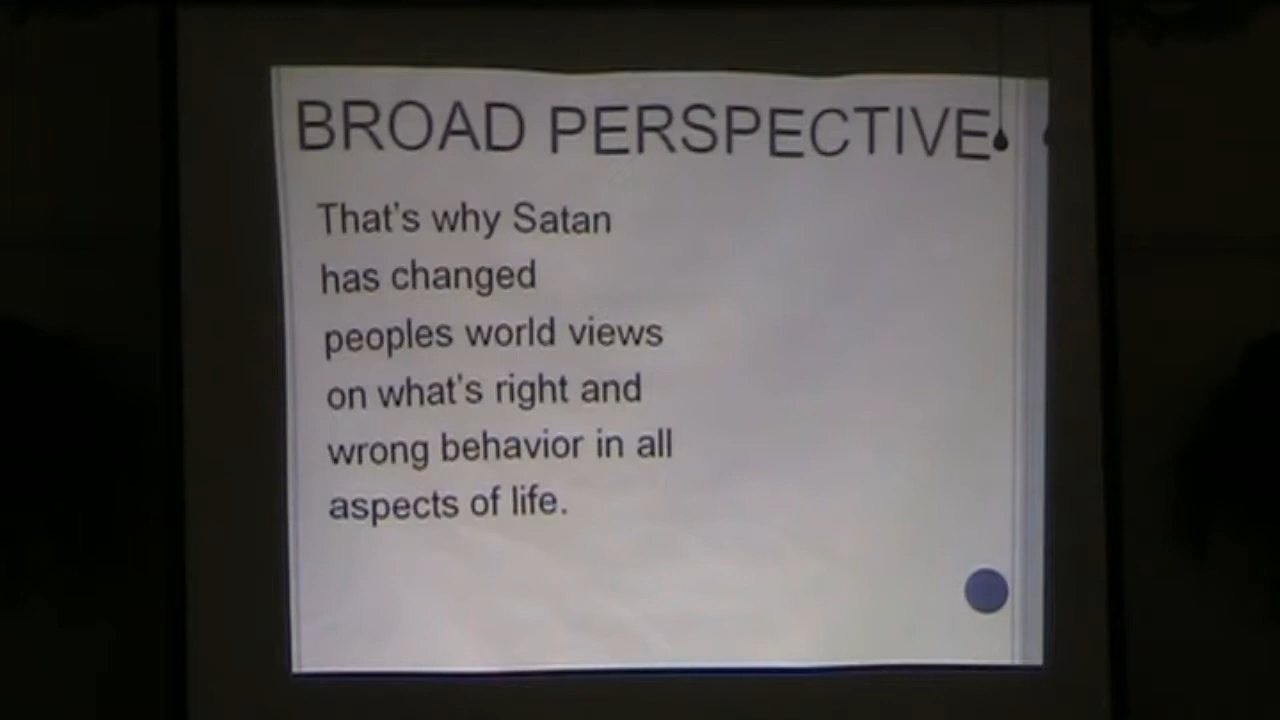 BROAD PERSPECTIVE
That's why Satan
has changed
peoples world views
on what's right and
wrong behavior in all
aspects of life.